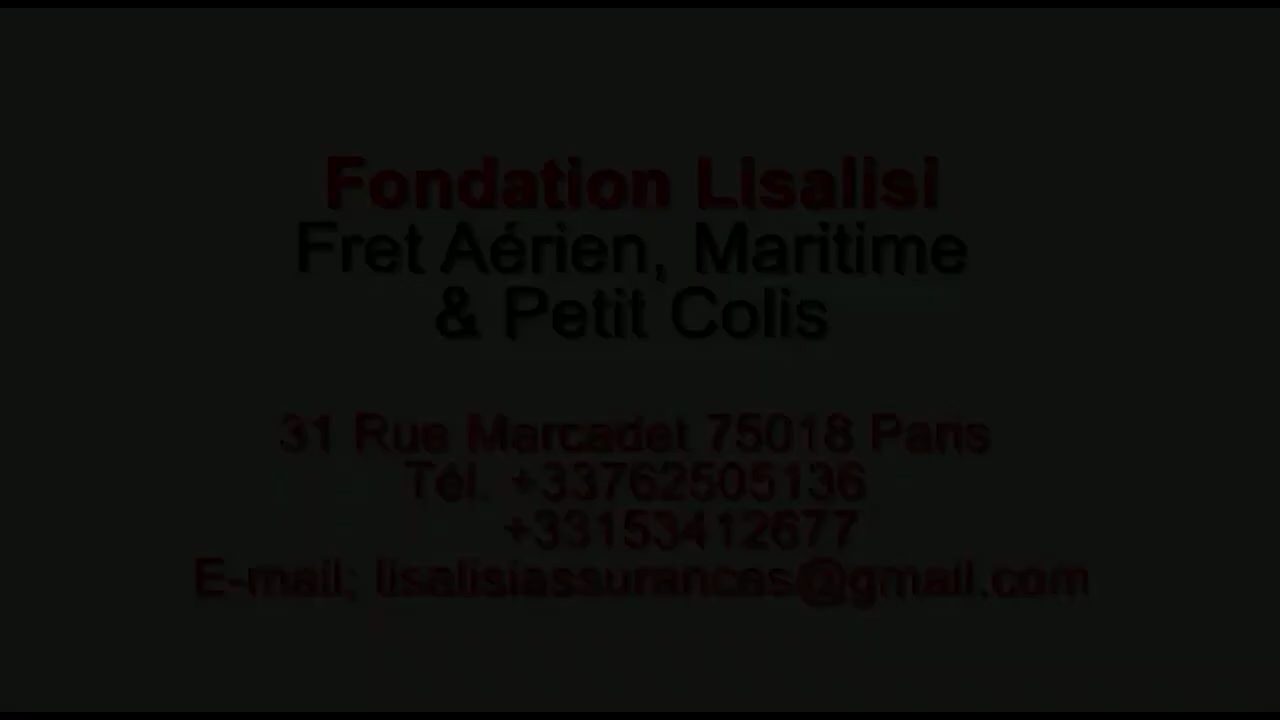 Fondation Lisalisi
Fret Aérien, Maritime
& Petit Colis
31 Rue Marcadet 75018 Paris
Tél. +33762505136
+33153412677
E-mail; lisalisiassurances@gmail.com